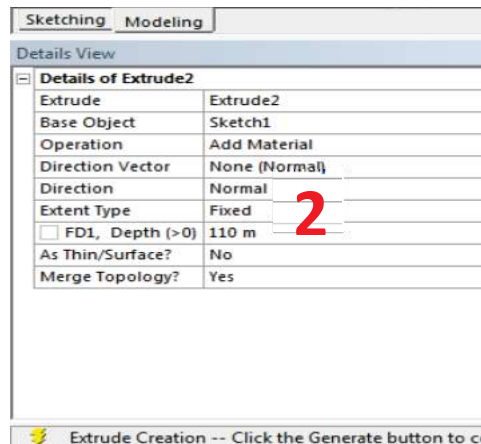 Sketching Modeling
Details View
Details of Extrude2
Extrude Extrude2
Base Object Sketch1
Operation Add Material
Direction Vector None (Normal)
Direction Normal
Extent Type Fixed
2
FD1, Depth (>0) 110 m
As Thin/Surface? No
Merge Topology? Yes
Extrude Creation -- Click the Generate button to c